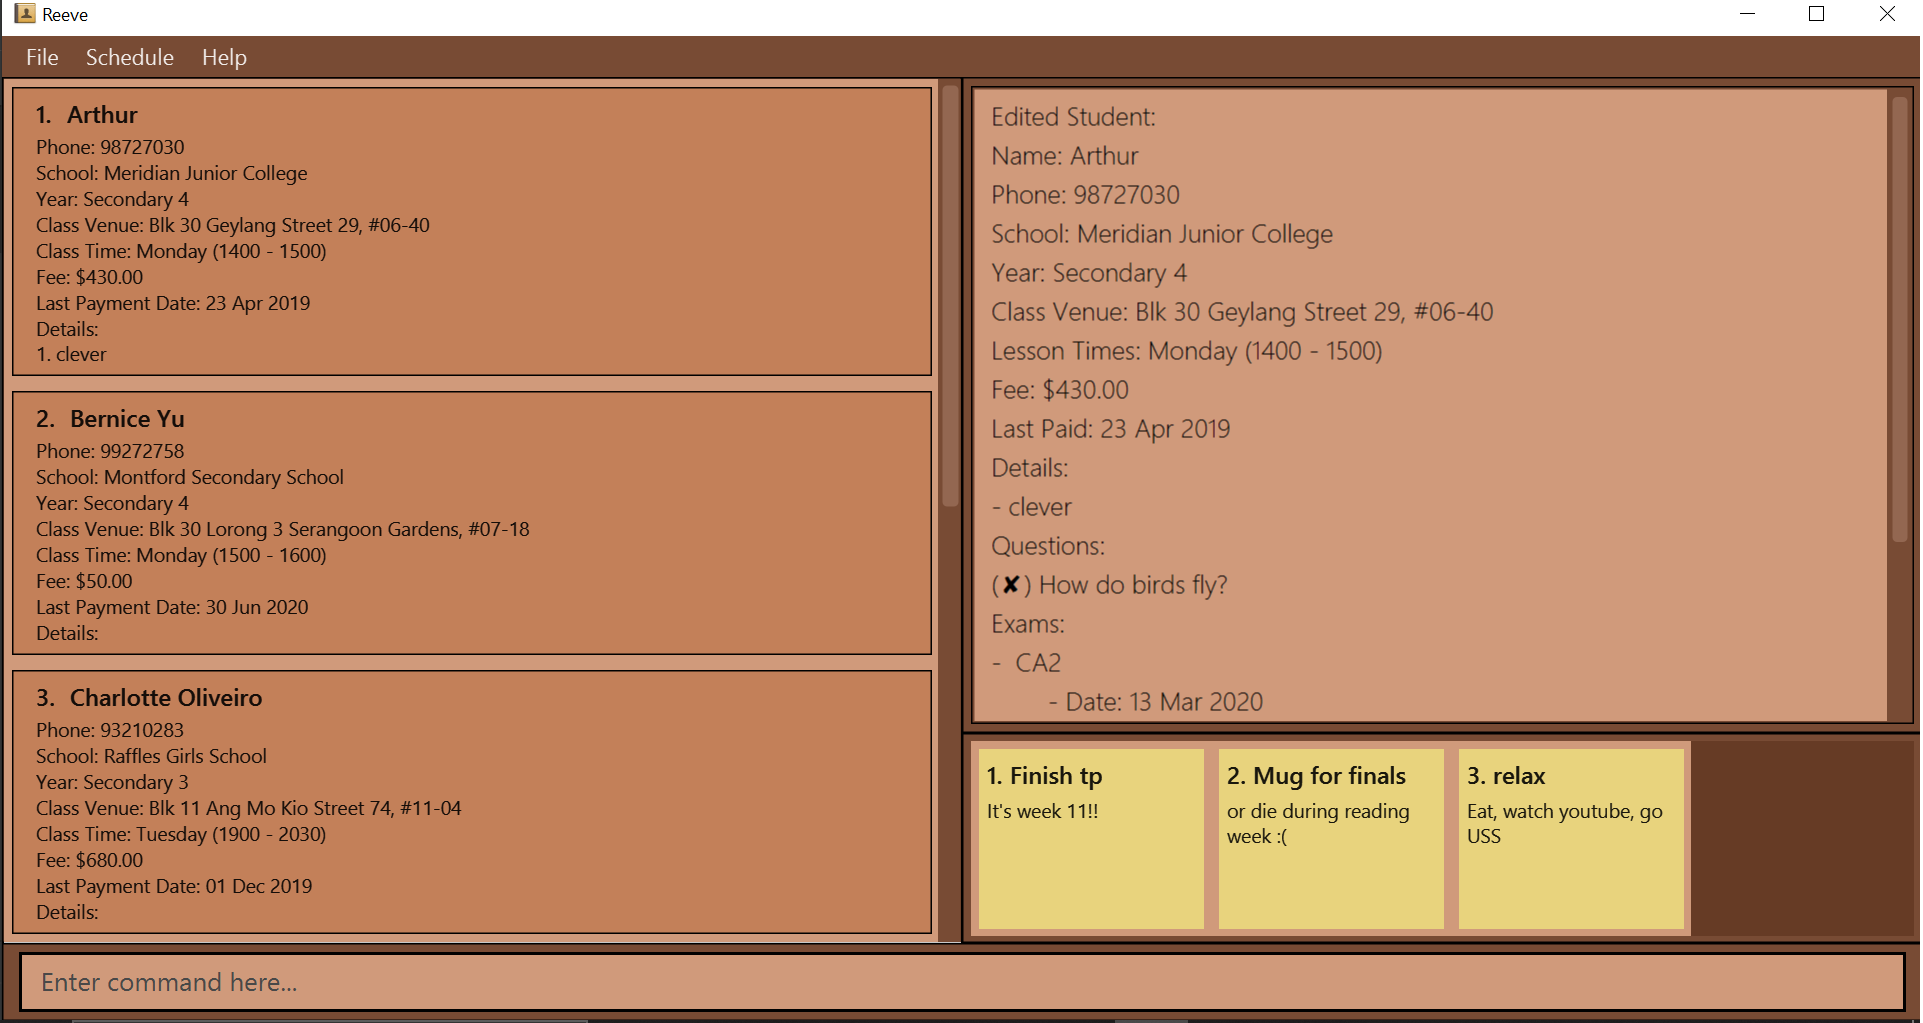 Reeve
File Schedule Help
1. Arthur
Phone: 98727030
School: Meridian Junior College
Year: Secondary 4
Class Venue: Blk 30 Geylang Street 29, #06-40
Class Time: Monday (1400 - 1500)
Fee: $430.00
Last Payment Date: 23 Apr 2019
Details:
1. clever
2. Bernice Yu
Phone: 99272758
School: Montford Secondary School
Year: Secondary 4
Class Venue: Blk 30 Lorong 3 Serangoon Gardens, #07-18
Class Time: Monday (1500 - 1600)
Fee: $50.00
Last Payment Date: 30 Jun 2020
Details:
3. Charlotte Oliveiro
Phone: 93210283
School: Raffles Girls School
Year: Secondary 3
Class Venue: Blk 11 Ang Mo Kio Street 74, #11-04
Class Time: Tuesday (1900 - 2030)
Fee: $680.00
Last Payment Date: 01 Dec 2019
Details:
Edited Student:
Name: Arthur
Phone: 98727030
School: Meridian Junior College
Year: Secondary 4
Class Venue: Blk 30 Geylang Street 29, #06-40
Lesson Times: Monday (1400 - 1500)
Fee: $430.00
Last Paid: 23 Apr 2019
Details:
- clever
Questions:
(✘) How do birds fly?
Exams:
- CA2
- Date: 13 Mar 2020
1. Finish tp
It's week 11!!
2. Mug for finals
or die during reading
week :(
3. relax
Eat, watch youtube, go
USS
Enter command here...